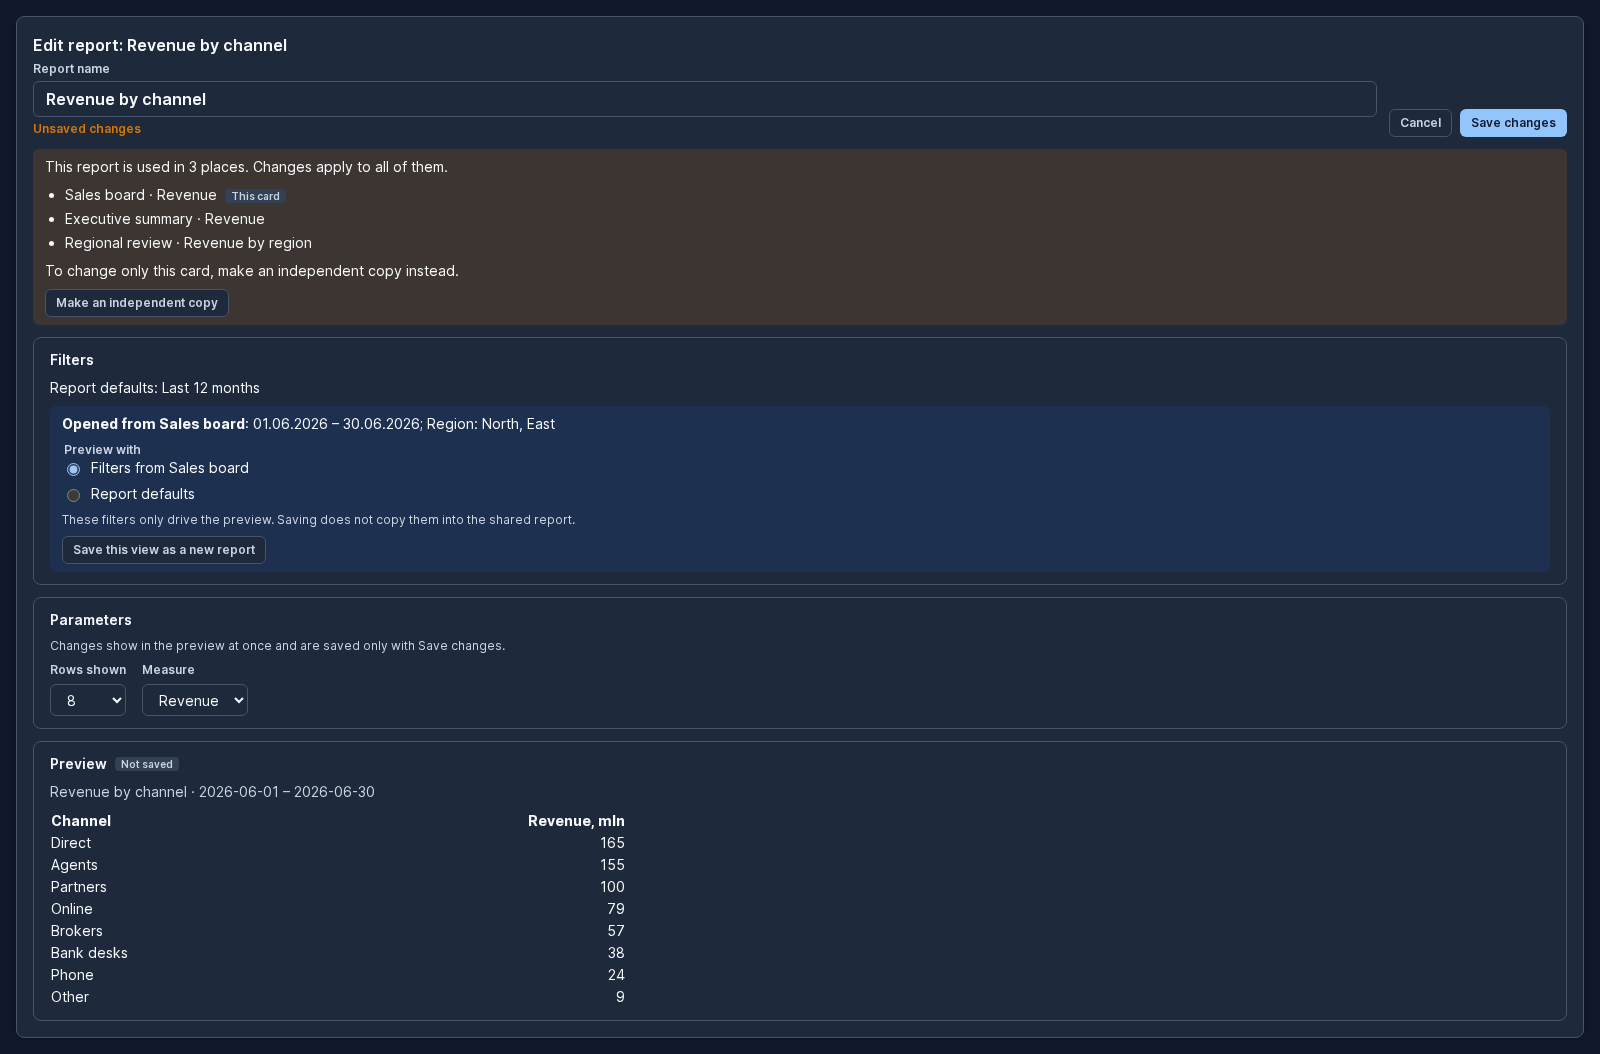 Edit report: Revenue by channel
Report name
Revenue by channel
Unsaved changes
Cancel
Save changes
This report is used in 3 places. Changes apply to all of them.
• Sales board · Revenue This card
• Executive summary · Revenue
• Regional review · Revenue by region
To change only this card, make an independent copy instead.
Make an independent copy
Filters
Report defaults: Last 12 months
Opened from Sales board: 01.06.2026 – 30.06.2026; Region: North, East
Preview with
Filters from Sales board
Report defaults
These filters only drive the preview. Saving does not copy them into the shared report.
Save this view as a new report
Parameters
Changes show in the preview at once and are saved only with Save changes.
Rows shown Measure
8 Revenue
Preview Not saved
Revenue by channel · 2026-06-01 – 2026-06-30
Channel Revenue, mln
Direct 165
Agents 155
Partners 100
Online 79
Brokers 57
Bank desks 38
Phone 24
Other 9